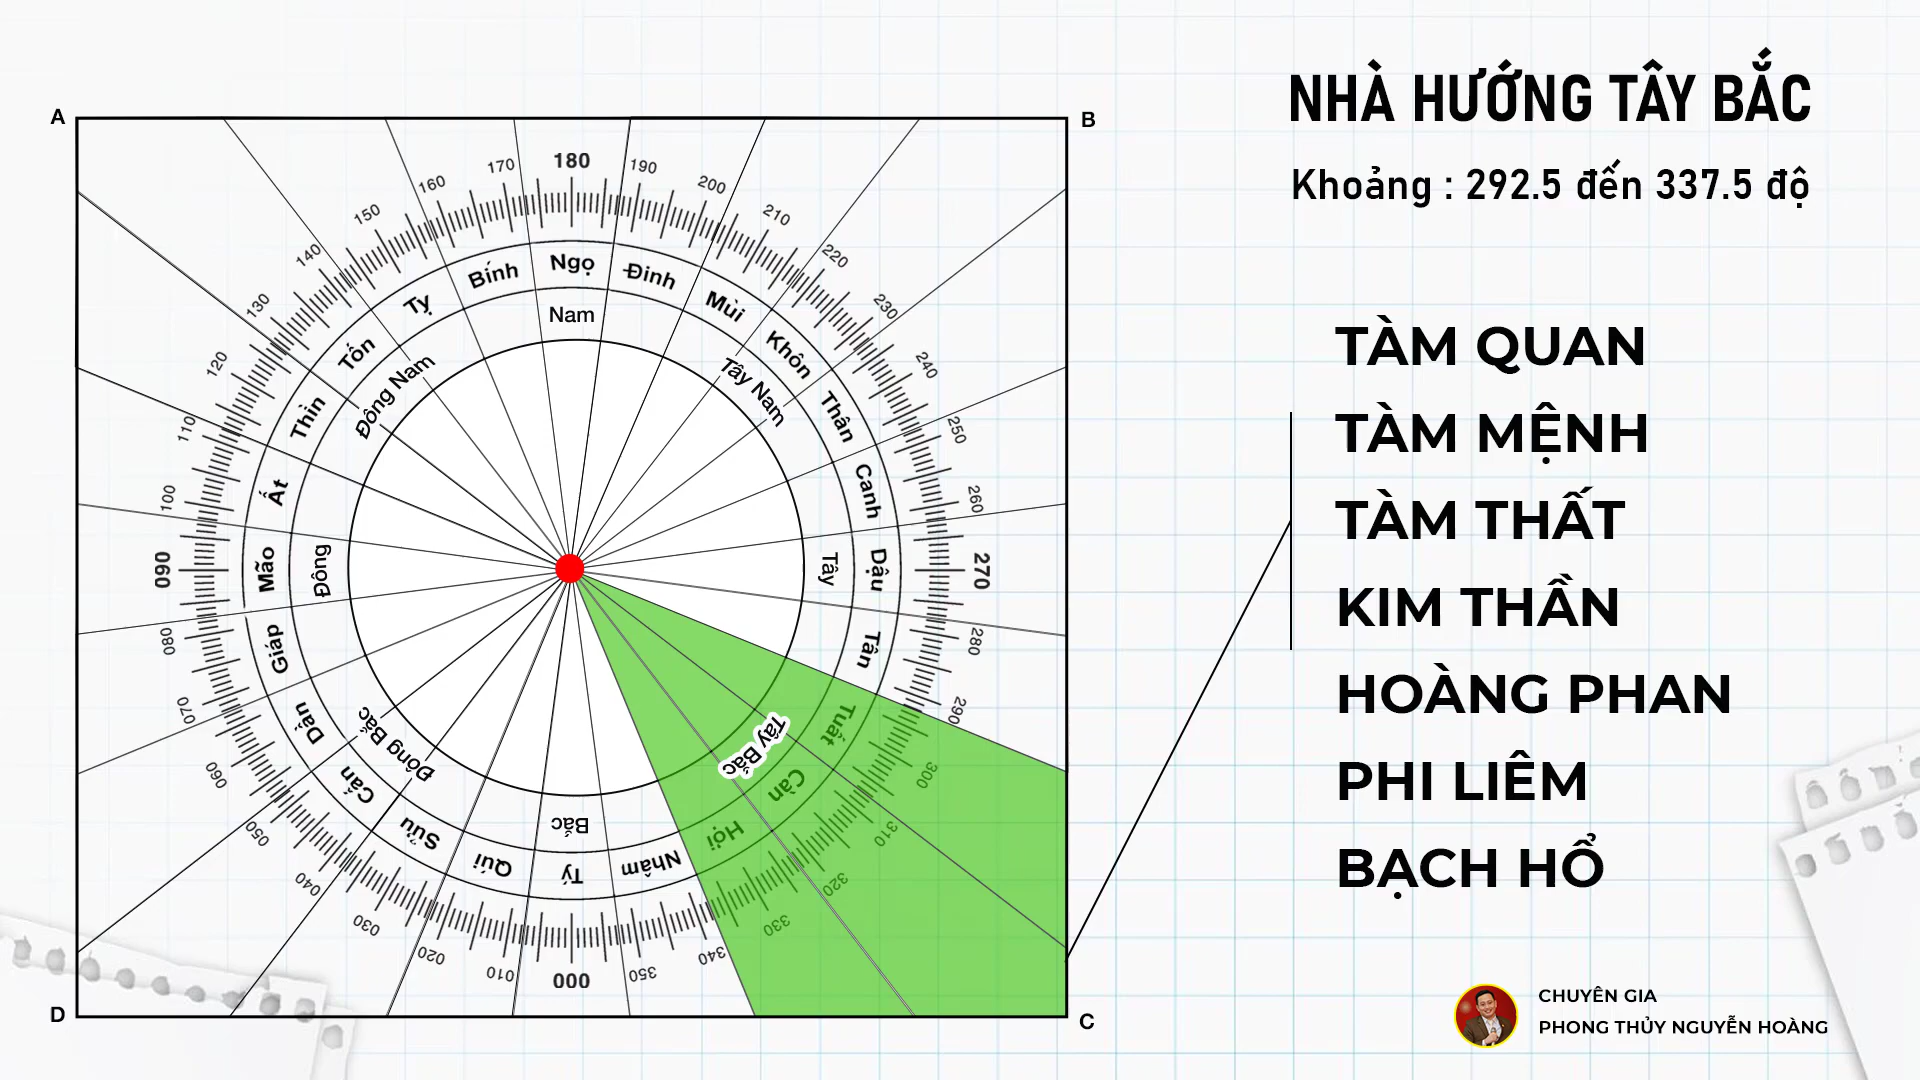 NHÀ HƯỚNG TÂY BẮC
Khoảng : 292.5 đến 337.5 độ
A
B
180
170
190
160
200
150
210
140
220
130
230
120
240
110
250
100
260
090
270
080
280
070
290
060
300
050
310
040
320
030
330
020
340
010
350
000
Ngọ
Bính
Đinh
Tỵ
Mùi
Tốn
Khôn
Thìn
Thân
Ất
Canh
Mão
Dậu
Giáp
Tân
Dần
Tuất
Cấn
Càn
Sửu
Hợi
Quí
Nhâm
Tý
Nam
Đông Nam
Tây Nam
Đông
Tây
Đông Bắc
Tây Bắc
Bắc
D
C
TÀM QUAN
TÀM MỆNH
TÀM THẤT
KIM THẦN
HOÀNG PHAN
PHI LIÊM
BẠCH HỔ
CHUYÊN GIA
PHONG THỦY NGUYỄN HOÀNG